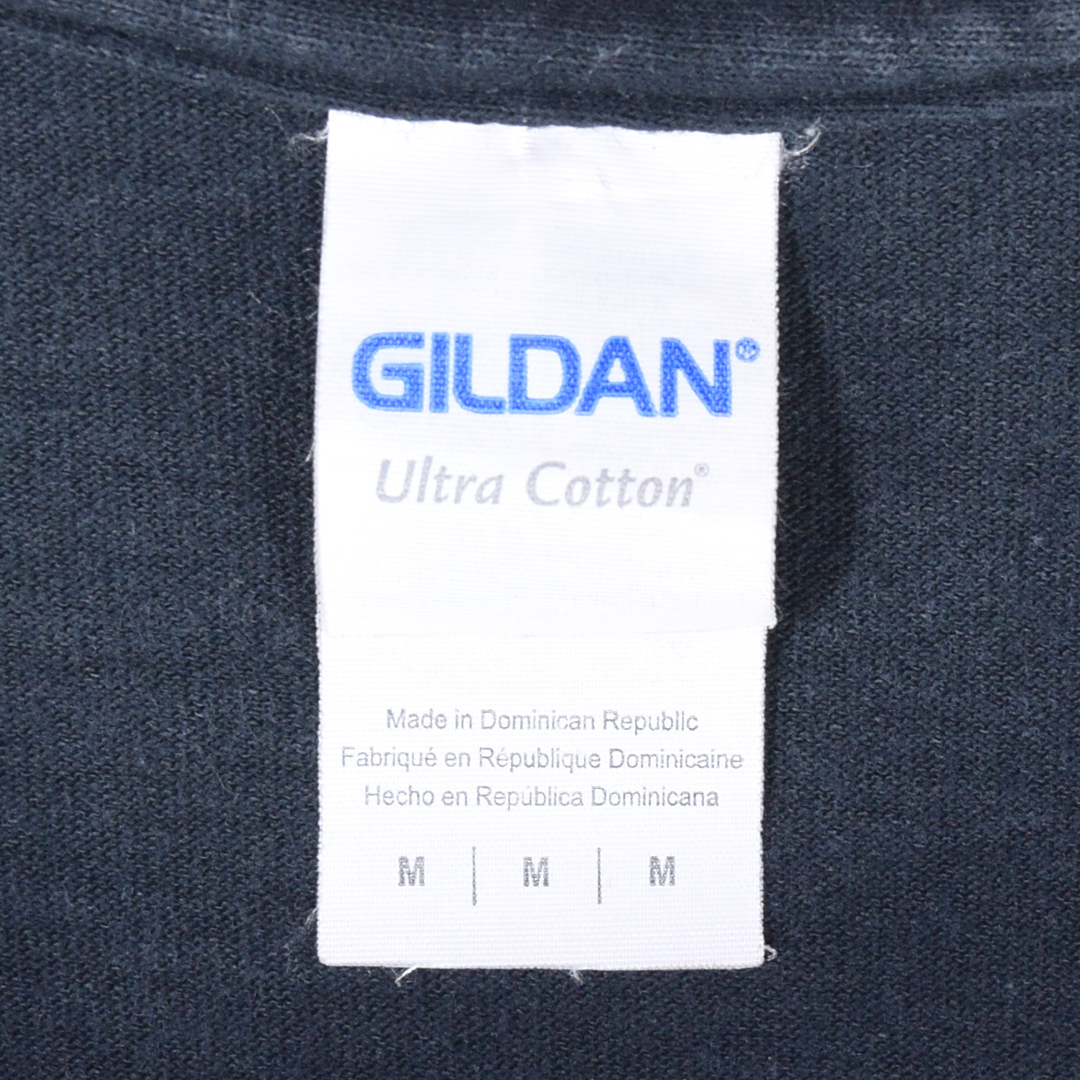 GILDAN®
Ultra Cotton®
Made in Dominican Republic
Fabriqué en République Dominicaine
Hecho en República Dominicana
M | M | M